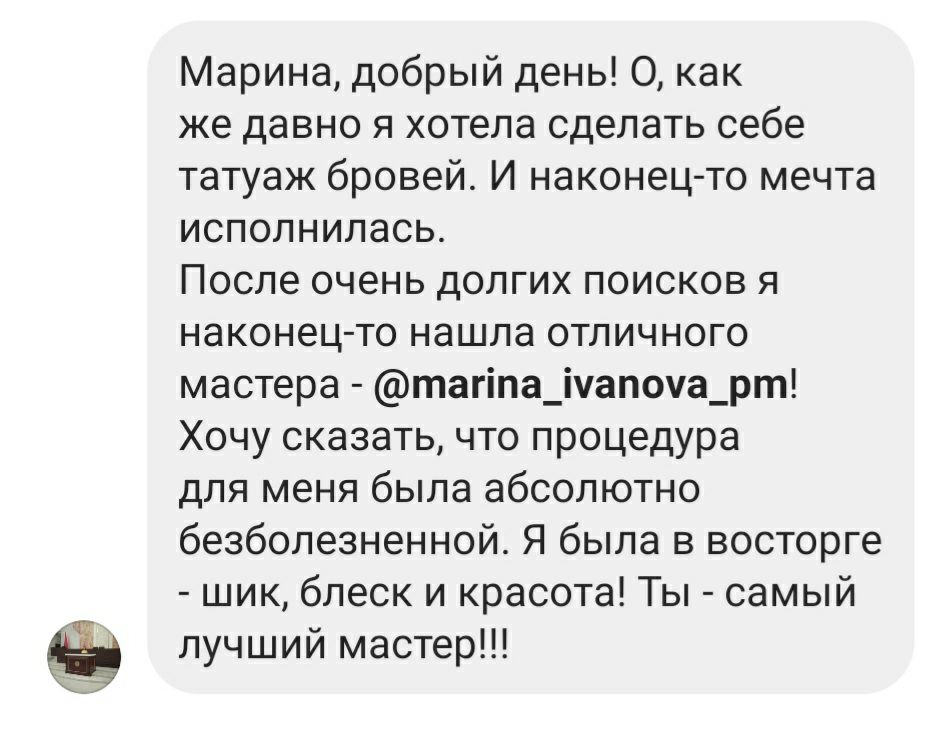 Марина, добрый день! О, как
же давно я хотела сделать себе
татуаж бровей. И наконец-то мечта
исполнилась.
После очень долгих поисков я
наконец-то нашла отличного
мастера - @marina_ivanova_pm!
Хочу сказать, что процедура
для меня была абсолютно
безболезненной. Я была в восторге
- шик, блеск и красота! Ты - самый
лучший мастер!!!